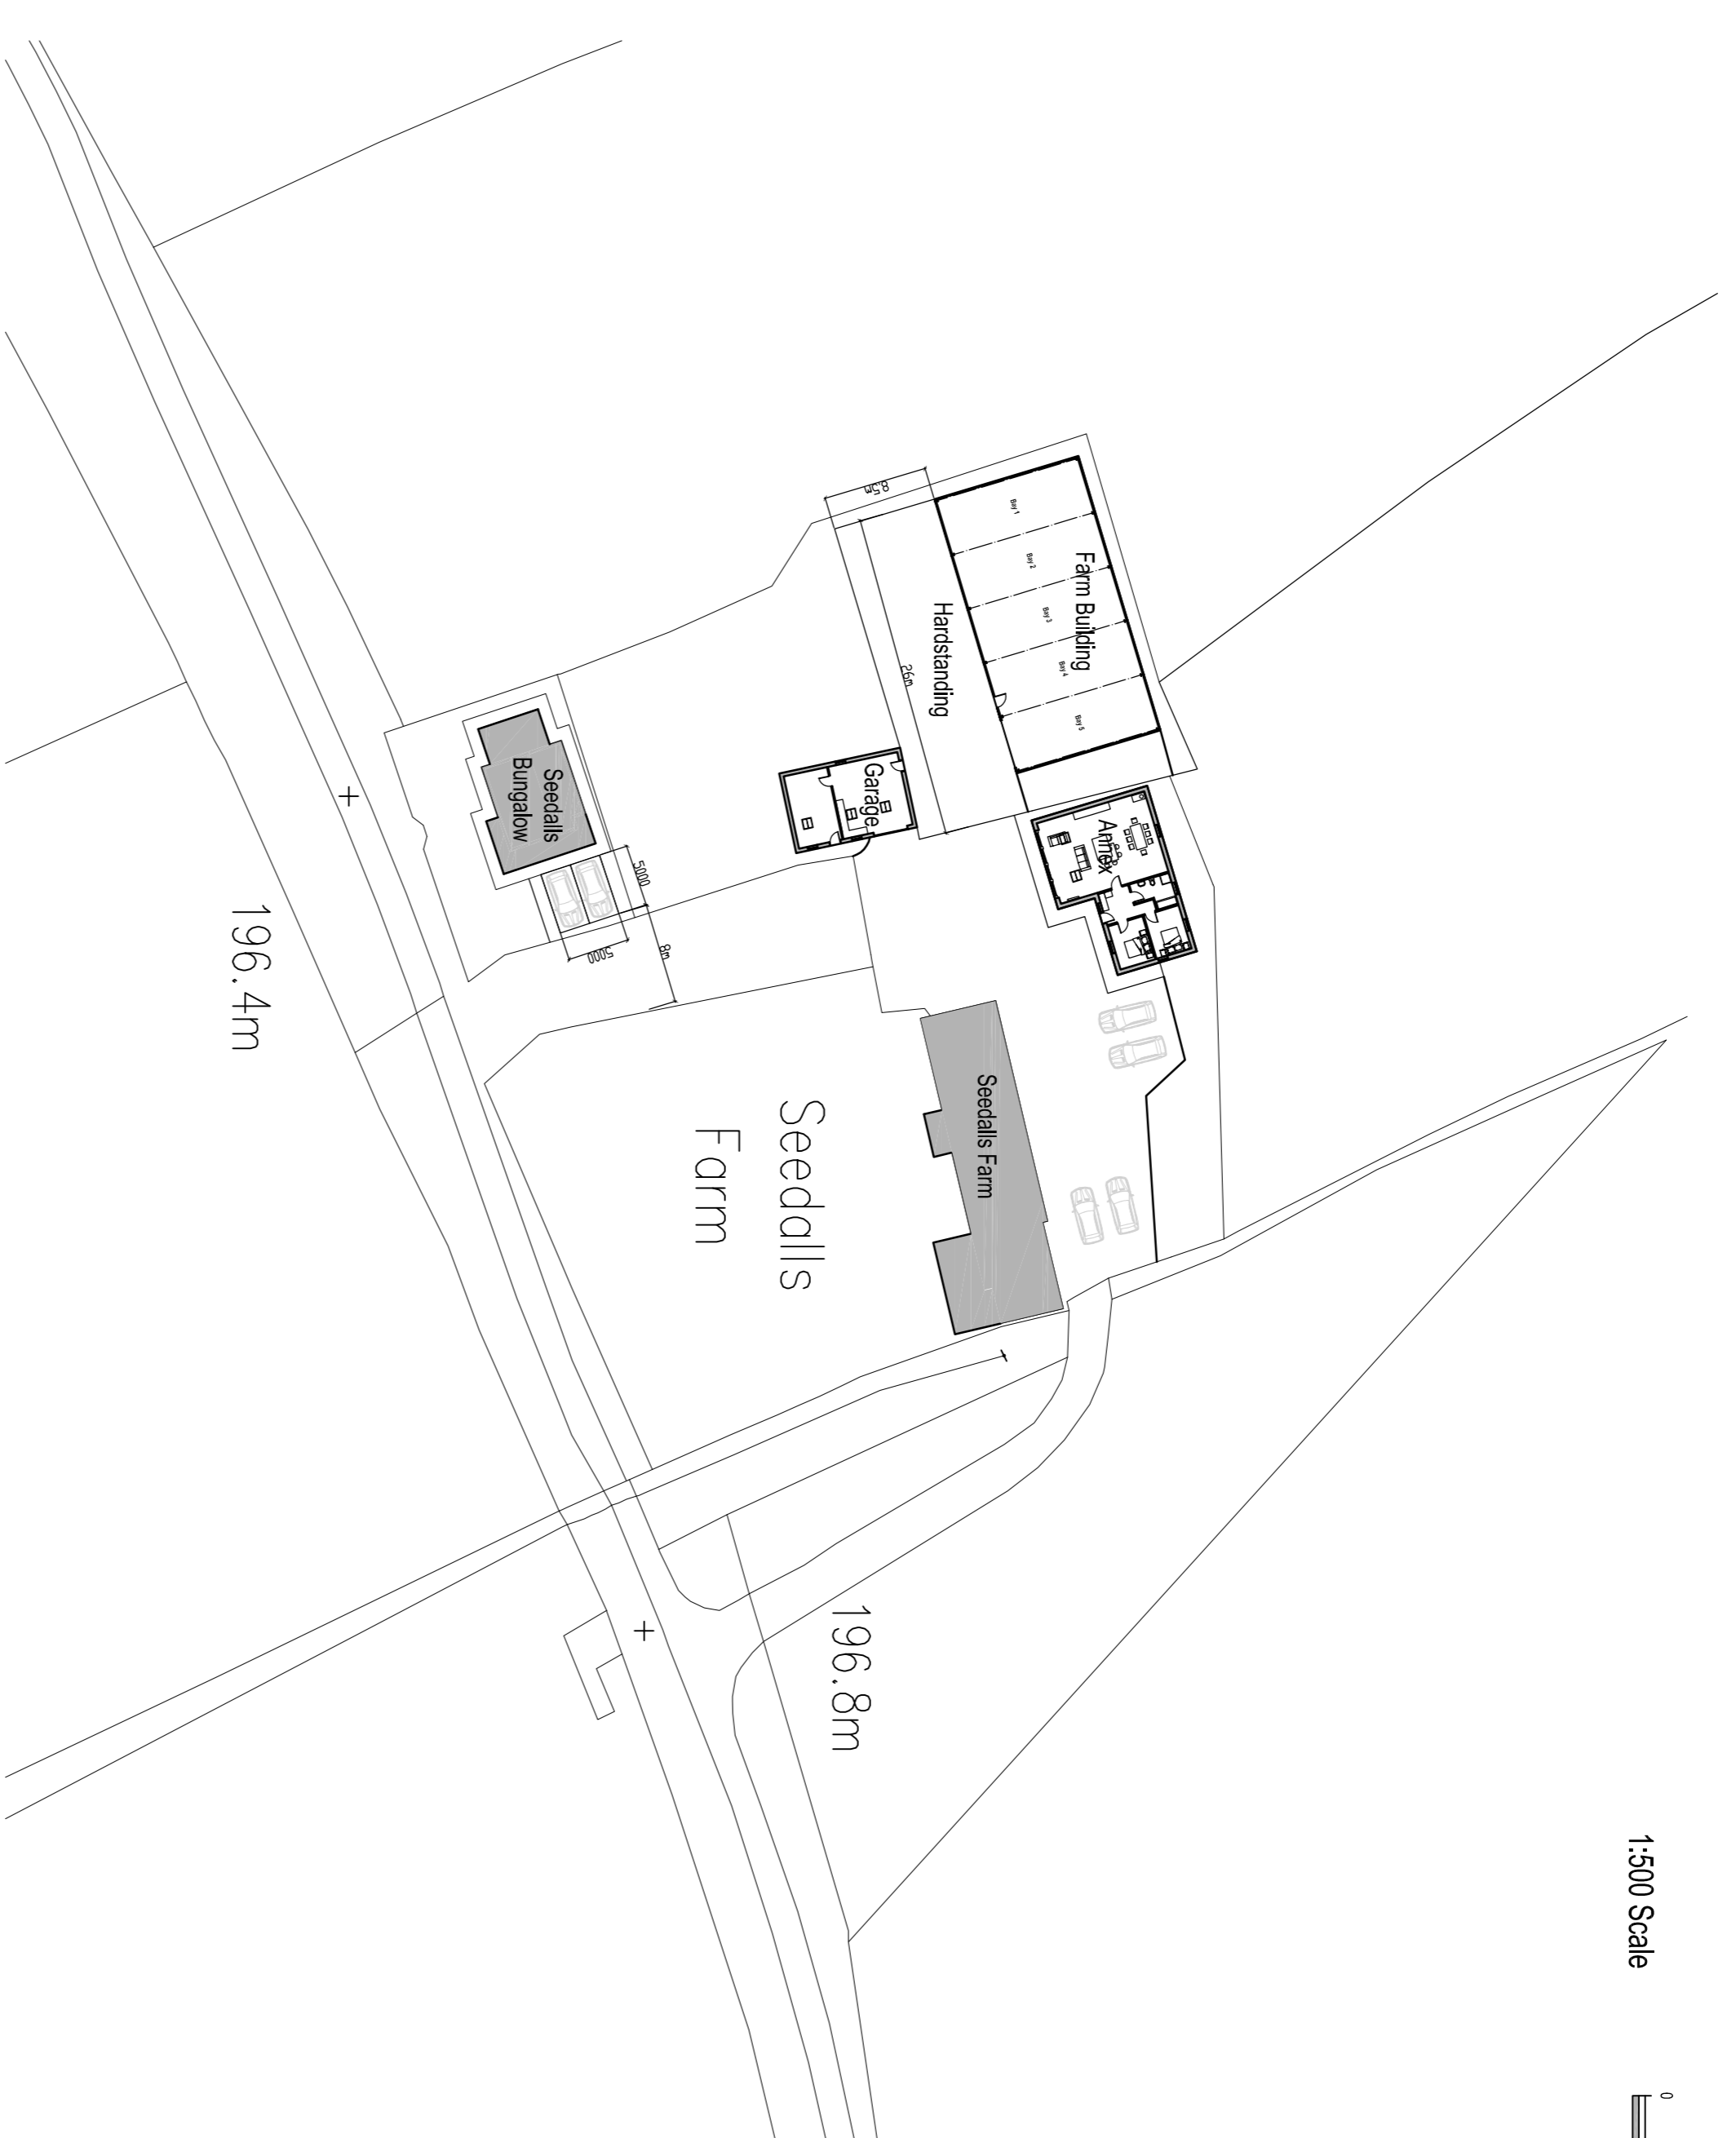 1:500 Scale
0
Farm Building
Bay 1
Bay 2
Bay 3
Bay 4
Bay 5
Annex
Hardstanding
8.5m
26m
Garage
Seedalls Farm
Seedalls
Farm
Seedalls
Bungalow
5000
5000
8m
196.8m
196.4m